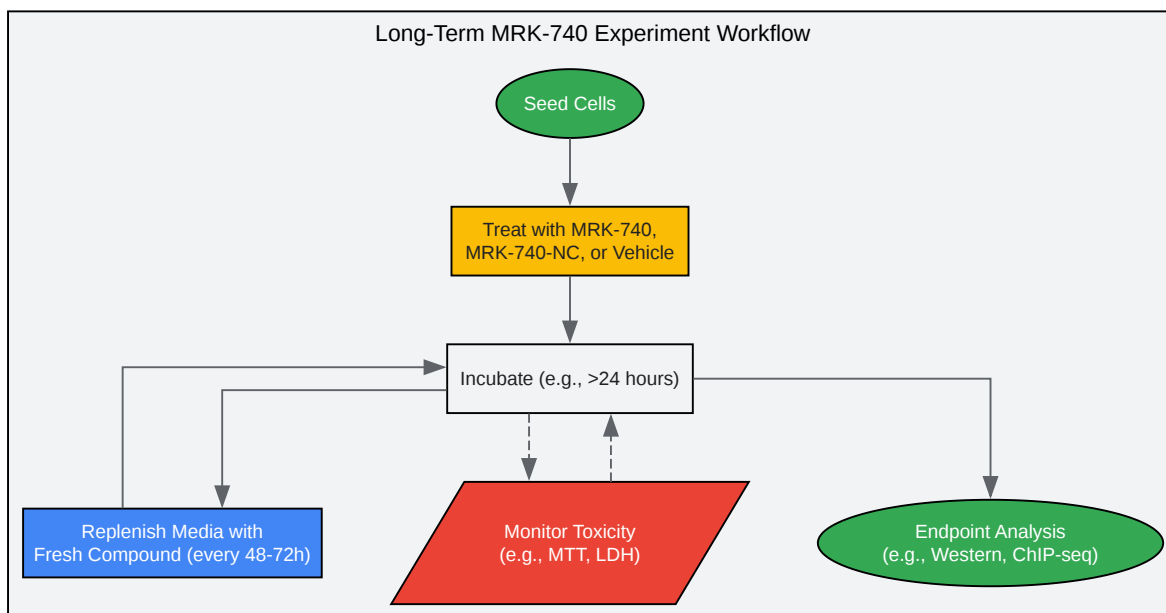 Long-Term MRK-740 Experiment Workflow
Seed Cells
Treat with MRK-740,
MRK-740-NC, or Vehicle
Incubate (e.g., >24 hours)
Replenish Media with
Fresh Compound (every 48-72h)
Monitor Toxicity
(e.g., MTT, LDH)
Endpoint Analysis
(e.g., Western, ChIP-seq)